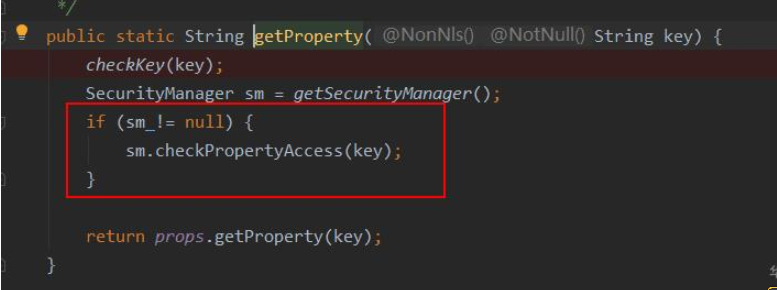 */
public static String getProperty( @NonNls() @NotNull() String key) {
checkKey(key);
SecurityManager sm = getSecurityManager();
if (sm != null) {
sm.checkPropertyAccess(key);
}
return props.getProperty(key);
}